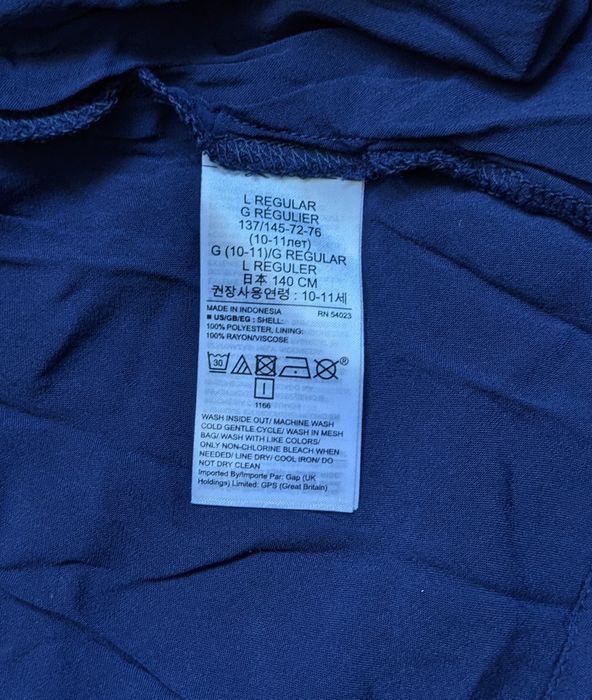 L REGULAR
G RÉGULIER
137/145-72-76
(10-11лет)
G (10-11)/G REGULAR
L REGULER
日本 140 CM
권장사용연령 : 10-11세
MADE IN INDONESIA RN 54023
■ US/GB/EG : SHELL:
100% POLYESTER, LINING:
100% RAYON/VISCOSE
30 ®
1166
WASH INSIDE OUT/ MACHINE WASH
COLD GENTLE CYCLE/ WASH IN MESH
BAG/ WASH WITH LIKE COLORS/
ONLY NON-CHLORINE BLEACH WHEN
NEEDED/ LINE DRY/ COOL IRON/ DO
NOT DRY CLEAN
Imported By/Importe Par: Gap (UK
Holdings) Limited: GPS (Great Britain)